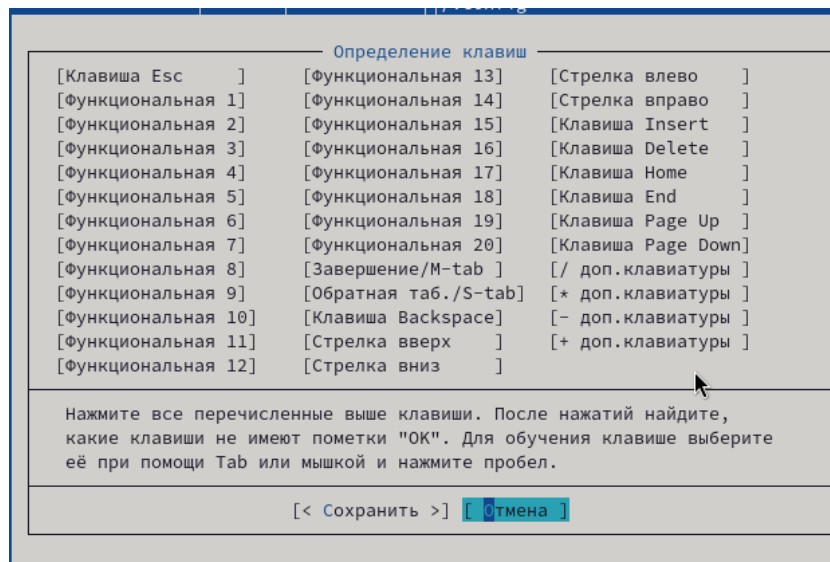 Определение клавиш
[Клавиша Esc ] [Функциональная 13] [Стрелка влево ]
[Функциональная 1] [Функциональная 14] [Стрелка вправо ]
[Функциональная 2] [Функциональная 15] [Клавиша Insert ]
[Функциональная 3] [Функциональная 16] [Клавиша Delete ]
[Функциональная 4] [Функциональная 17] [Клавиша Home ]
[Функциональная 5] [Функциональная 18] [Клавиша End ]
[Функциональная 6] [Функциональная 19] [Клавиша Page Up ]
[Функциональная 7] [Функциональная 20] [Клавиша Page Down]
[Функциональная 8] [Завершение/M-tab ] [/ доп.клавиатуры ]
[Функциональная 9] [Обратная таб./S-tab] [* доп.клавиатуры ]
[Функциональная 10] [Клавиша Backspace] [- доп.клавиатуры ]
[Функциональная 11] [Стрелка вверх ] [+ доп.клавиатуры ]
[Функциональная 12] [Стрелка вниз ]
Нажмите все перечисленные выше клавиши. После нажатий найдите,
какие клавиши не имеют пометки "OK". Для обучения клавише выберите
её при помощи Tab или мышкой и нажмите пробел.
[< Сохранить >] [ Отмена ]